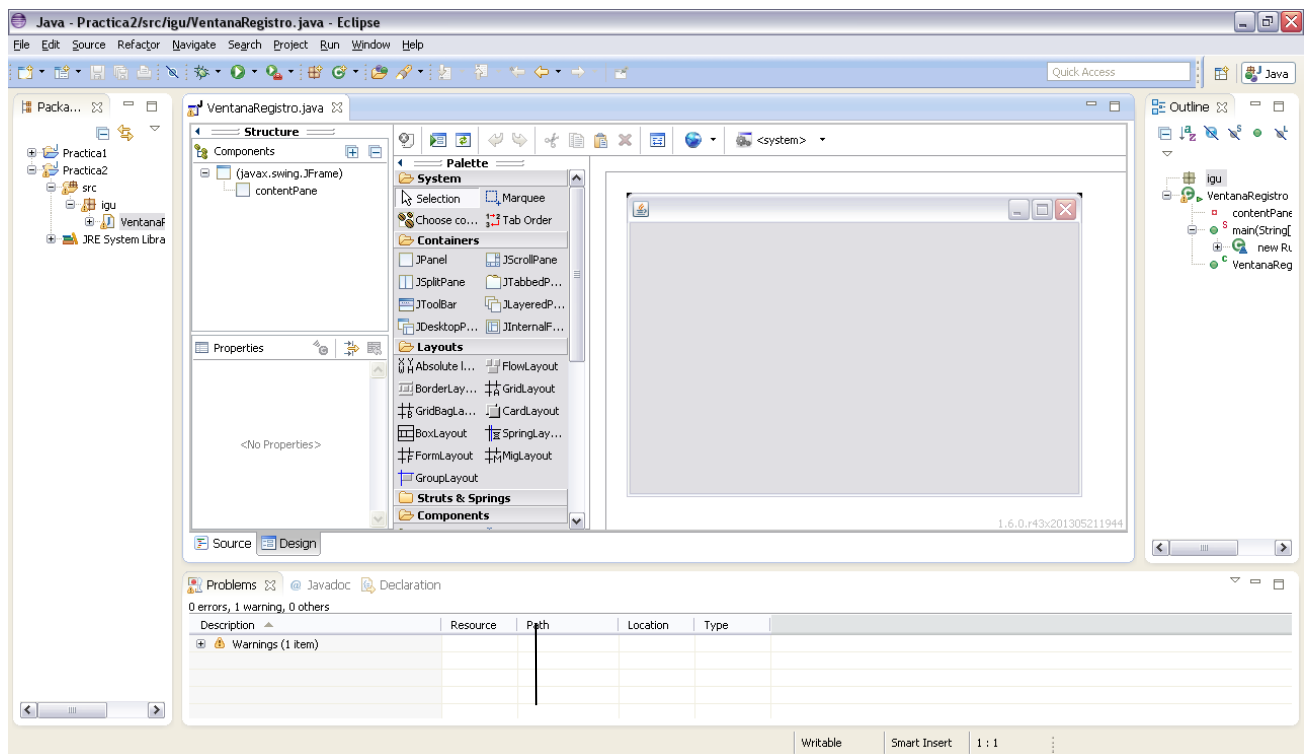 Java - Practica2/src/igu/VentanaRegistro.java - Eclipse
File Edit Source Refactor Navigate Search Project Run Window Help
Quick Access
Java
Packa...
Practica1
Practica2
src
igu
VentanaR
JRE System Libra
VentanaRegistro.java
Structure
Components
(javax.swing.JFrame)
contentPane
Properties
<No Properties>
<system>
Palette
System
Selection Marquee
Choose co... Tab Order
Containers
JPanel JScrollPane
JSplitPane JTabbedP...
JToolBar JLayeredP...
JDesktopP... JInternalF...
Layouts
Absolute l... FlowLayout
BorderLay... GridLayout
GridBagLa... CardLayout
BoxLayout SpringLay...
FormLayout MigLayout
GroupLayout
Struts & Springs
Components
1.6.0.r43x201305211944
Source Design
Outline
igu
VentanaRegistro
contentPane
main(String[
new Ru
VentanaReg
Problems Javadoc Declaration
0 errors, 1 warning, 0 others
Description Resource Path Location Type
Warnings (1 item)
Writable Smart Insert 1 : 1